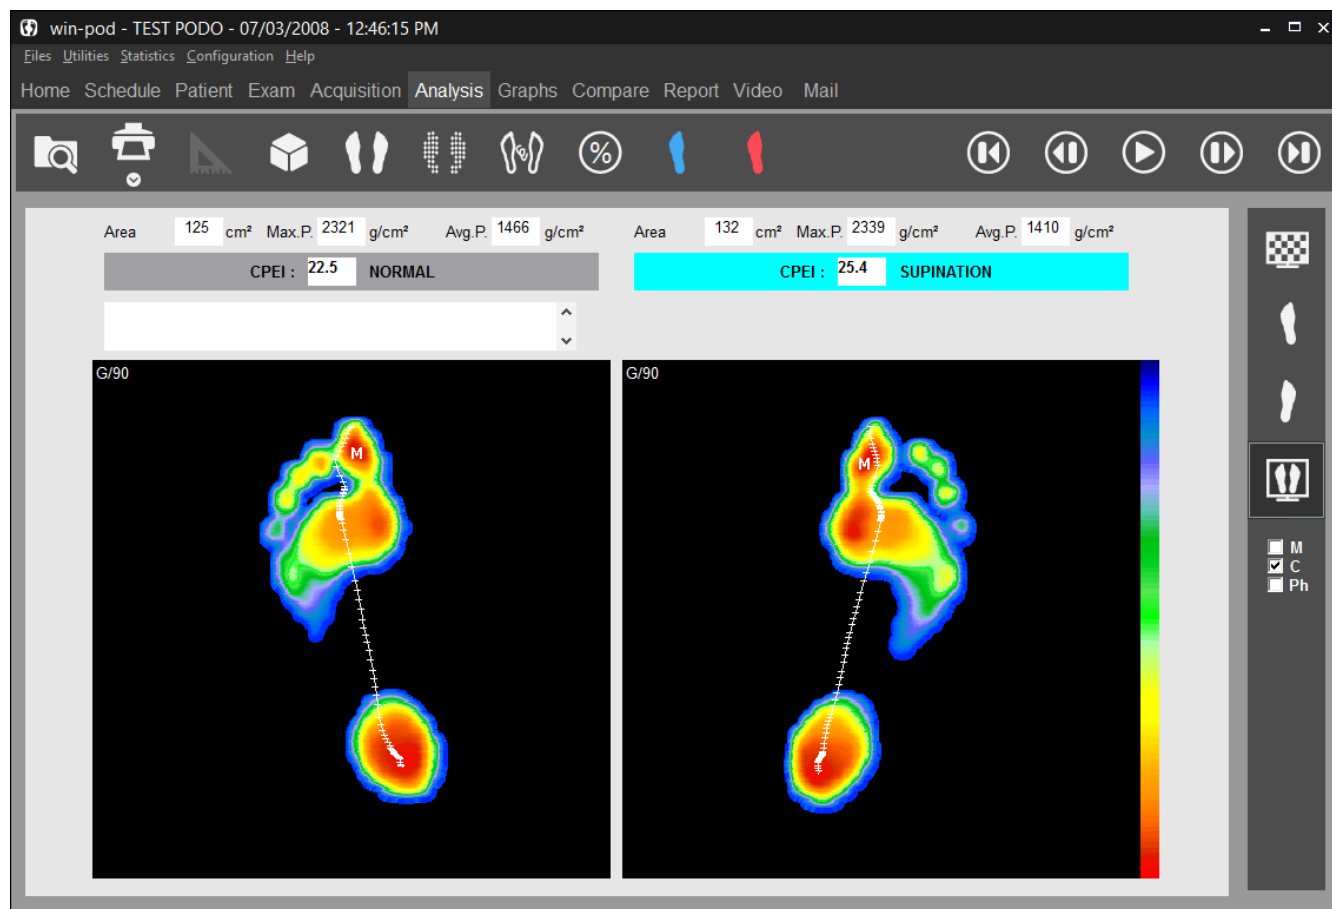 win-pod - TEST PODO - 07/03/2008 - 12:46:15 PM
Files Utilities Statistics Configuration Help
Home Schedule Patient Exam Acquisition Analysis Graphs Compare Report Video Mail
%
Area 125 cm² Max.P. 2321 g/cm² Avg.P. 1466 g/cm²
Area 132 cm² Max.P. 2339 g/cm² Avg.P. 1410 g/cm²
CPEI : 22.5 NORMAL
CPEI : 25.4 SUPINATION
G/90
M
G/90
M
M
C
Ph